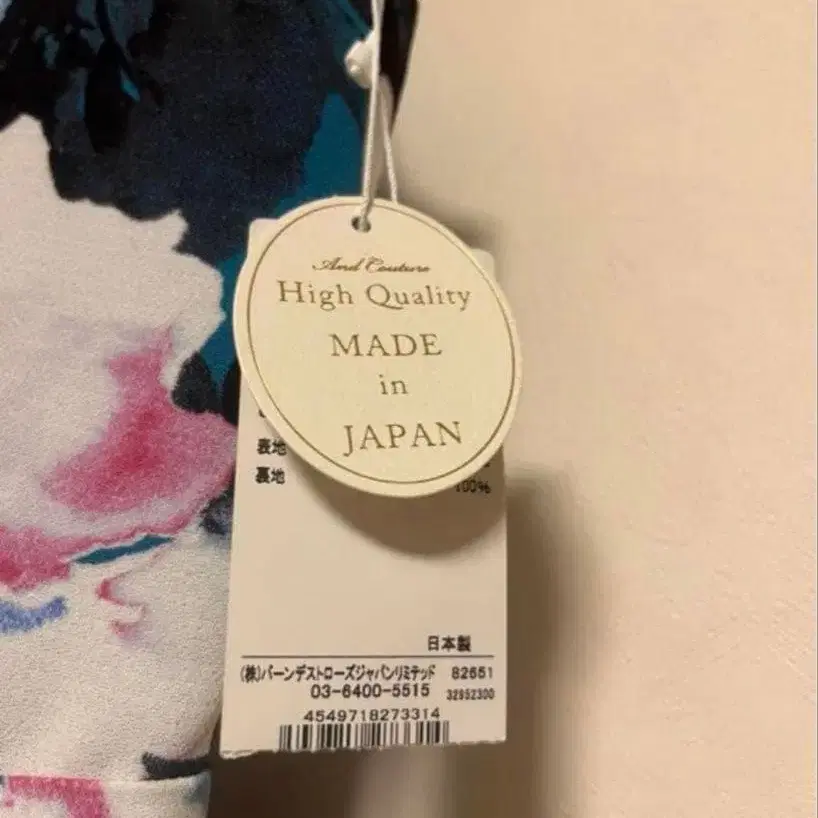 And Couture
High Quality
MADE
in
JAPAN
表地
裏地
100%
日本製
(株)バーンデストローズジャパンリミテッド 82651
03-6400-5515 32952300
4549718273314